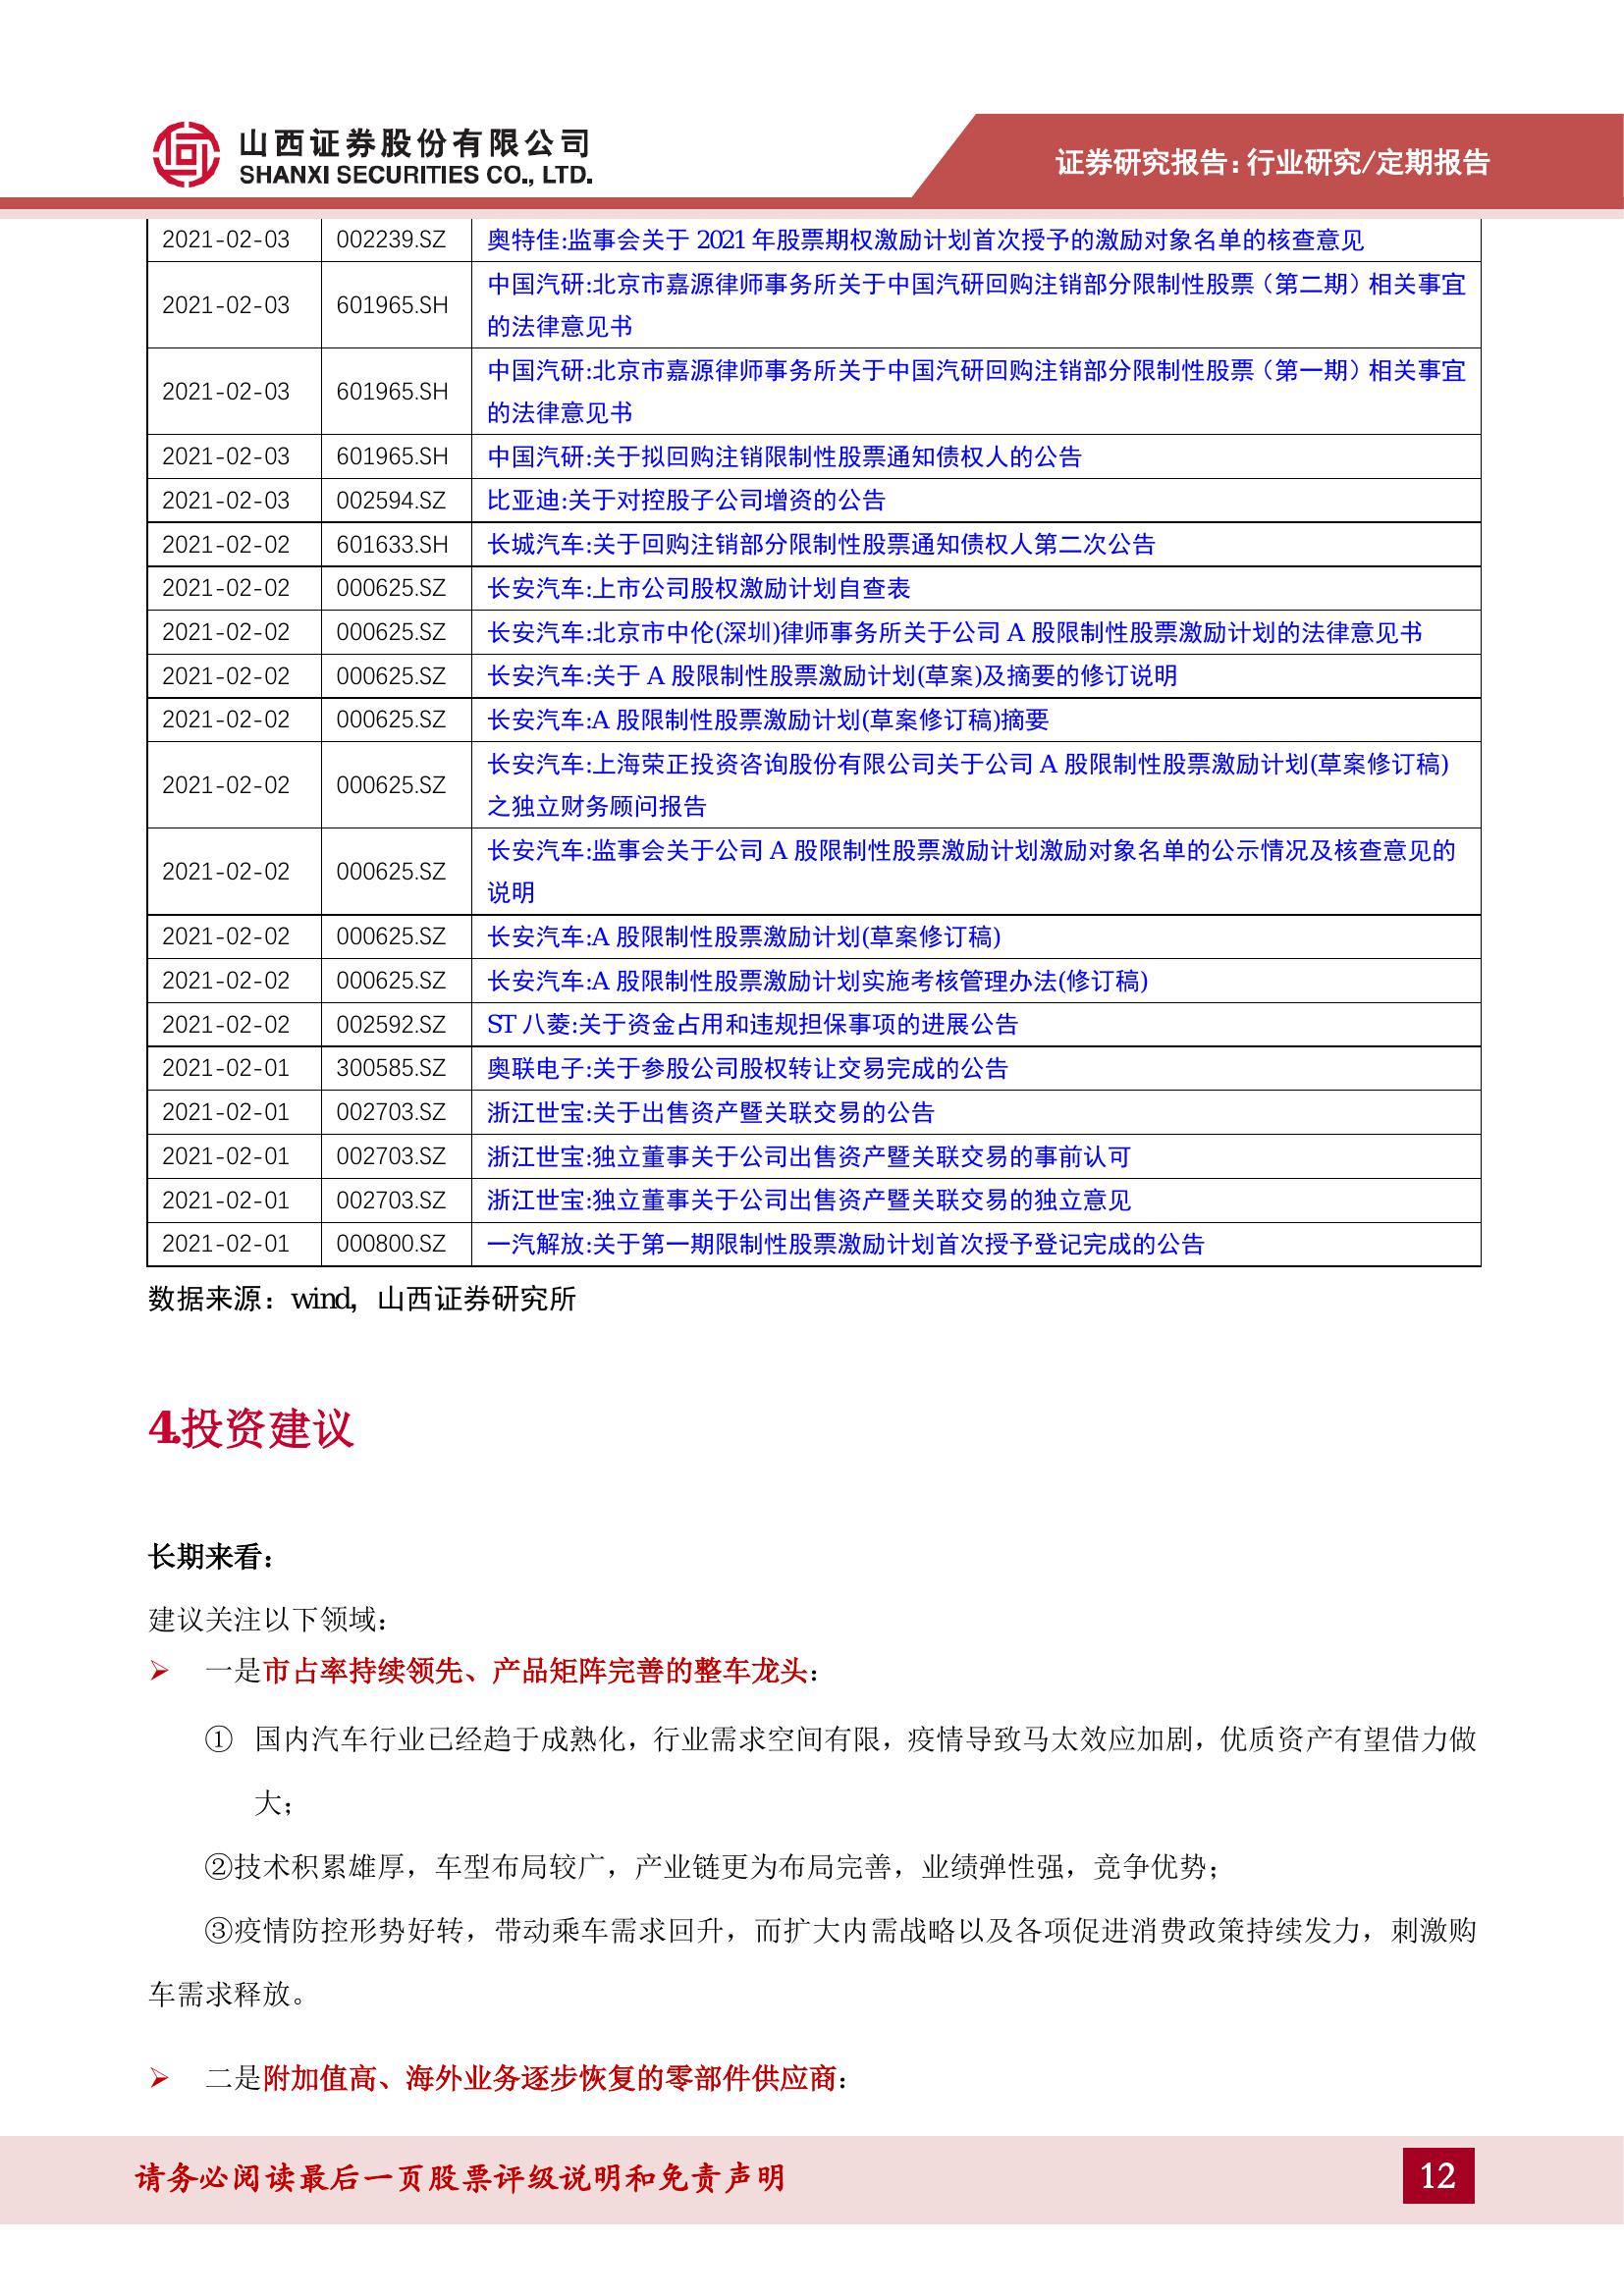 山西证券股份有限公司
SHANXI SECURITIES CO., LTD.
证券研究报告:行业研究/定期报告
2021-02-03 002239.SZ 奥特佳:监事会关于 2021 年股票期权激励计划首次授予的激励对象名单的核查意见
2021-02-03 601965.SH 中国汽研:北京市嘉源律师事务所关于中国汽研回购注销部分限制性股票（第二期）相关事宜
的法律意见书
2021-02-03 601965.SH 中国汽研:北京市嘉源律师事务所关于中国汽研回购注销部分限制性股票（第一期）相关事宜
的法律意见书
2021-02-03 601965.SH 中国汽研:关于拟回购注销限制性股票通知债权人的公告
2021-02-03 002594.SZ 比亚迪:关于对控股子公司增资的公告
2021-02-02 601633.SH 长城汽车:关于回购注销部分限制性股票通知债权人第二次公告
2021-02-02 000625.SZ 长安汽车:上市公司股权激励计划自查表
2021-02-02 000625.SZ 长安汽车:北京市中伦(深圳)律师事务所关于公司 A 股限制性股票激励计划的法律意见书
2021-02-02 000625.SZ 长安汽车:关于 A 股限制性股票激励计划(草案)及摘要的修订说明
2021-02-02 000625.SZ 长安汽车:A 股限制性股票激励计划(草案修订稿)摘要
2021-02-02 000625.SZ 长安汽车:上海荣正投资咨询股份有限公司关于公司 A 股限制性股票激励计划(草案修订稿)
之独立财务顾问报告
2021-02-02 000625.SZ 长安汽车:监事会关于公司 A 股限制性股票激励计划激励对象名单的公示情况及核查意见的
说明
2021-02-02 000625.SZ 长安汽车:A 股限制性股票激励计划(草案修订稿)
2021-02-02 000625.SZ 长安汽车:A 股限制性股票激励计划实施考核管理办法(修订稿)
2021-02-02 002592.SZ ST 八菱:关于资金占用和违规担保事项的进展公告
2021-02-01 300585.SZ 奥联电子:关于参股公司股权转让交易完成的公告
2021-02-01 002703.SZ 浙江世宝:关于出售资产暨关联交易的公告
2021-02-01 002703.SZ 浙江世宝:独立董事关于公司出售资产暨关联交易的事前认可
2021-02-01 002703.SZ 浙江世宝:独立董事关于公司出售资产暨关联交易的独立意见
2021-02-01 000800.SZ 一汽解放:关于第一期限制性股票激励计划首次授予登记完成的公告
数据来源：wind，山西证券研究所
4.投资建议
长期来看：
建议关注以下领域：
➢ 一是市占率持续领先、产品矩阵完善的整车龙头：
① 国内汽车行业已经趋于成熟化，行业需求空间有限，疫情导致马太效应加剧，优质资产有望借力做
大；
②技术积累雄厚，车型布局较广，产业链更为布局完善，业绩弹性强，竞争优势；
③疫情防控形势好转，带动乘车需求回升，而扩大内需战略以及各项促进消费政策持续发力，刺激购
车需求释放。
➢ 二是附加值高、海外业务逐步恢复的零部件供应商：
请务必阅读最后一页股票评级说明和免责声明
12